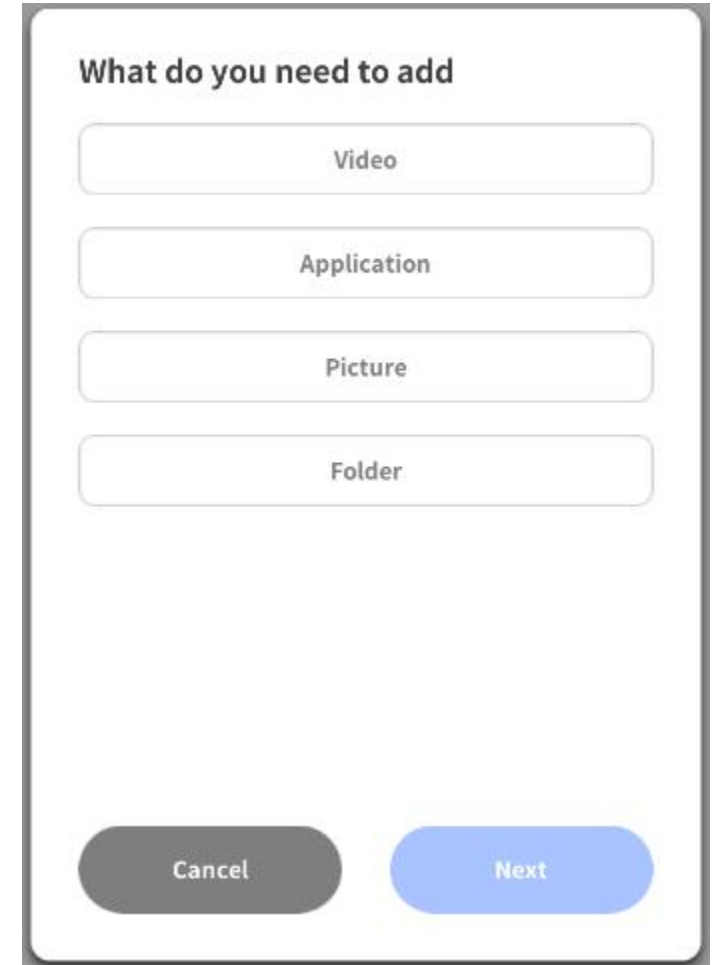 What do you need to add
Video
Application
Picture
Folder
Cancel
Next